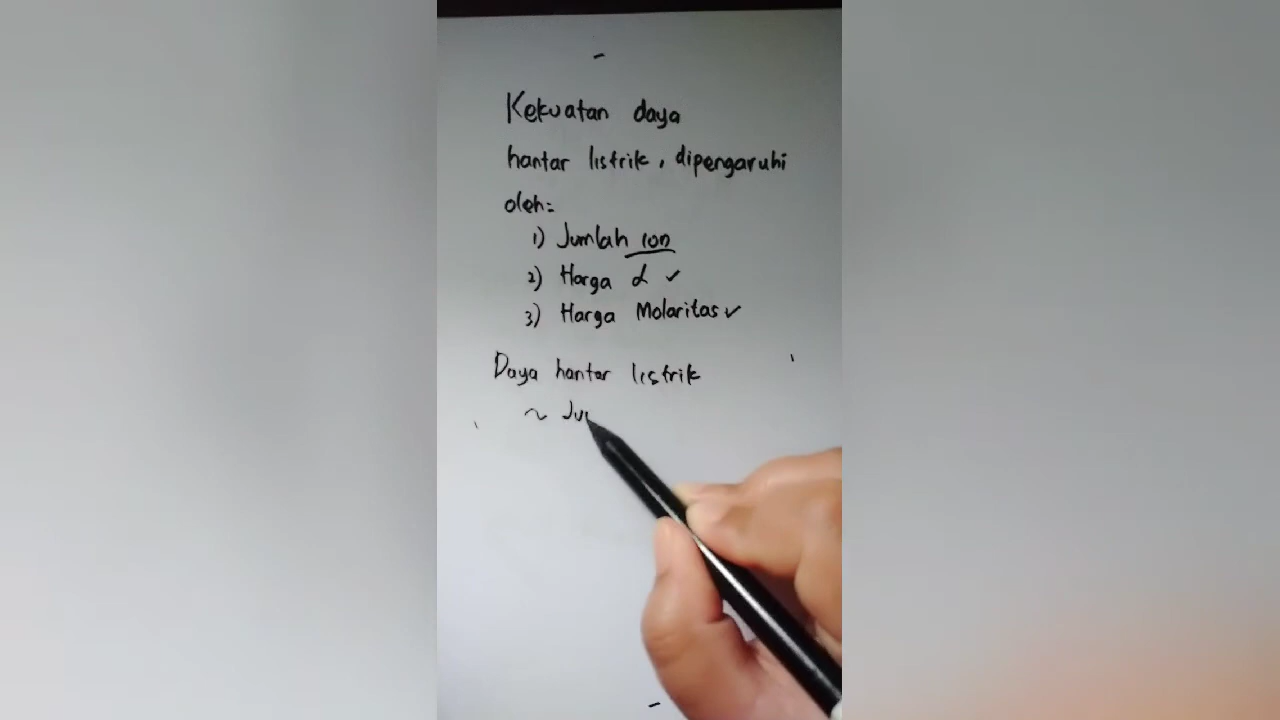 Kekuatan daya
hantar listrik, dipengaruhi
oleh:
1) Jumlah ion
2) Harga α ✓
3) Harga Molaritas ✓
Daya hantar listrik
~ Ju